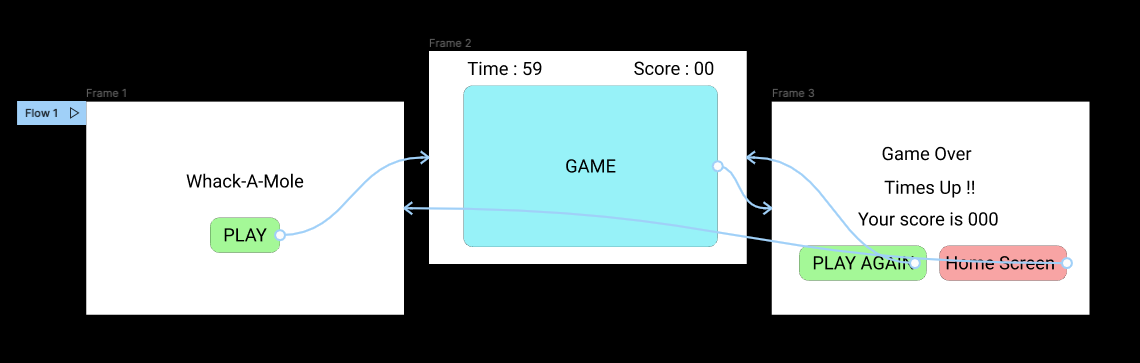 Flow 1
Frame 1
Whack-A-Mole
PLAY
Frame 2
Time : 59
Score : 00
GAME
Frame 3
Game Over
Times Up !!
Your score is 000
PLAY AGAIN
Home Screen